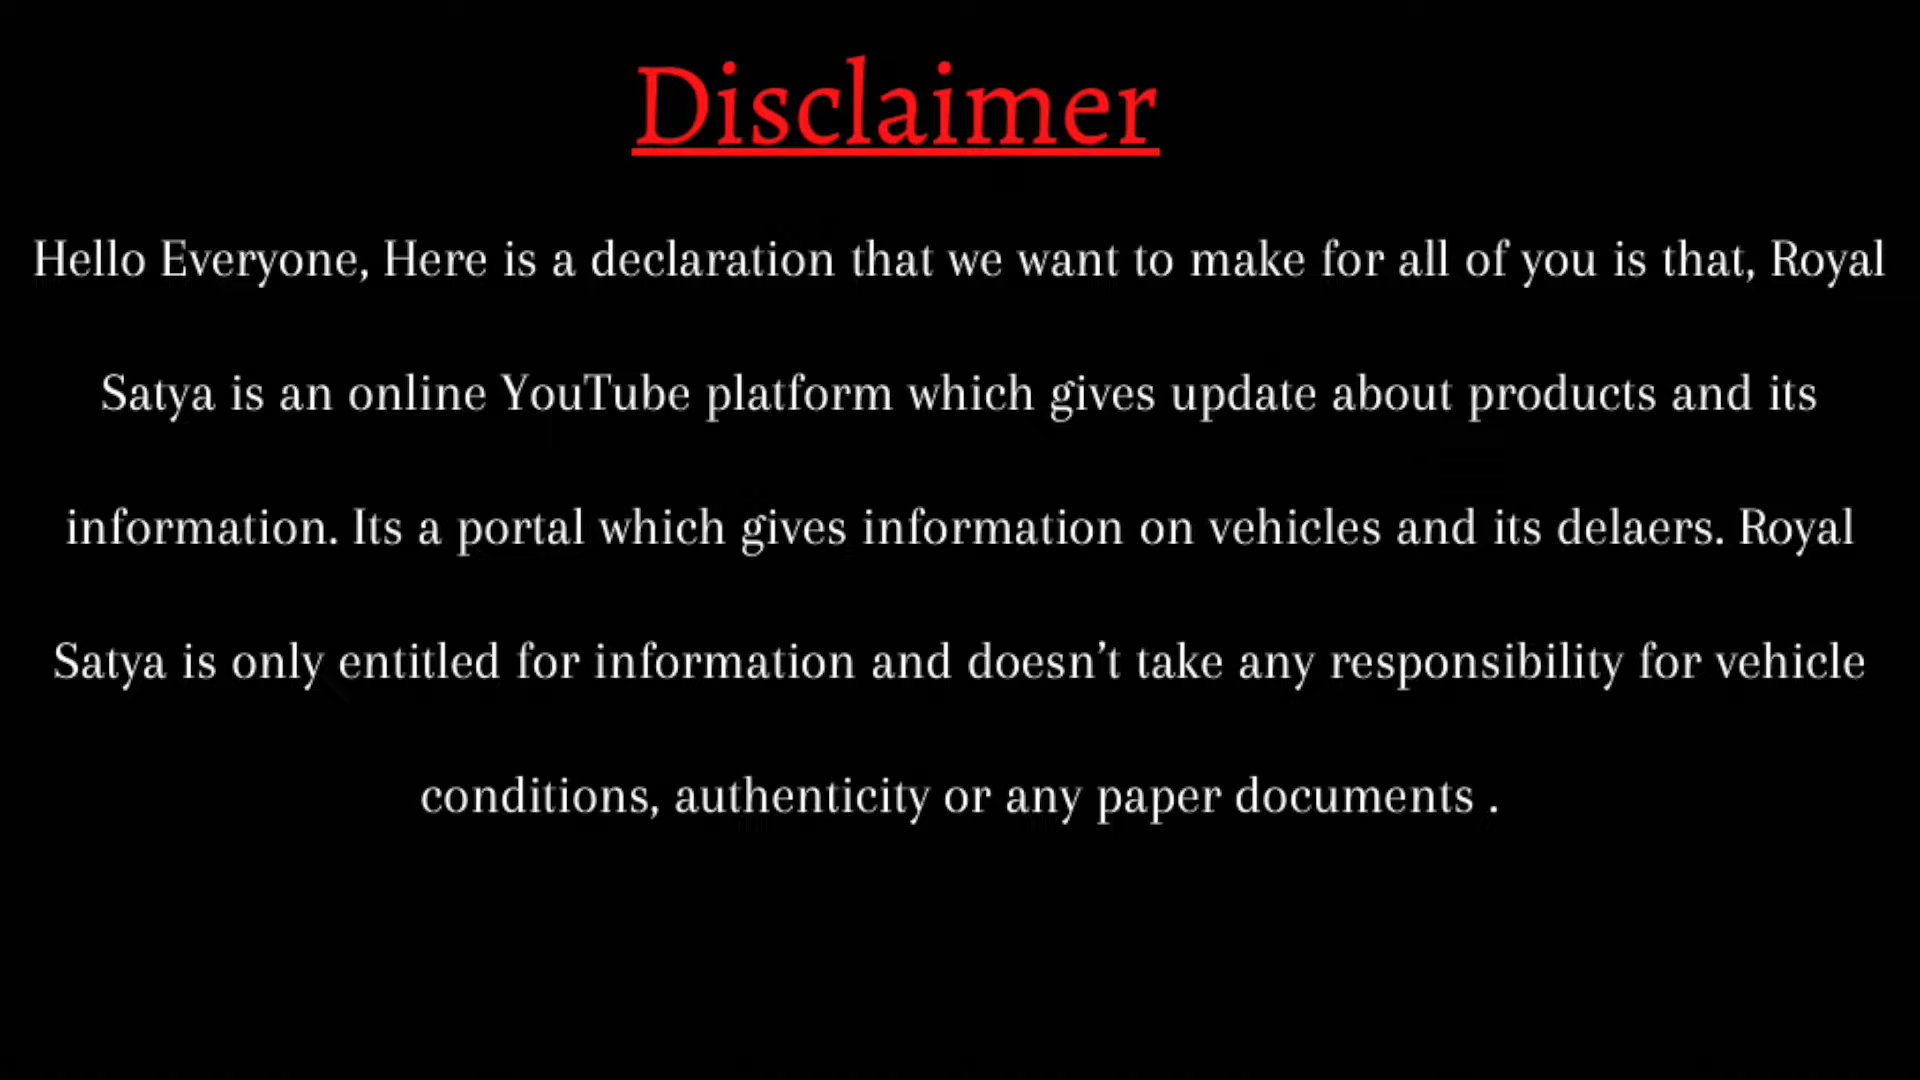 Disclaimer
Hello Everyone, Here is a declaration that we want to make for all of you is that, Royal
Satya is an online YouTube platform which gives update about products and its
information. Its a portal which gives information on vehicles and its delaers. Royal
Satya is only entitled for information and doesn’t take any responsibility for vehicle
conditions, authenticity or any paper documents .